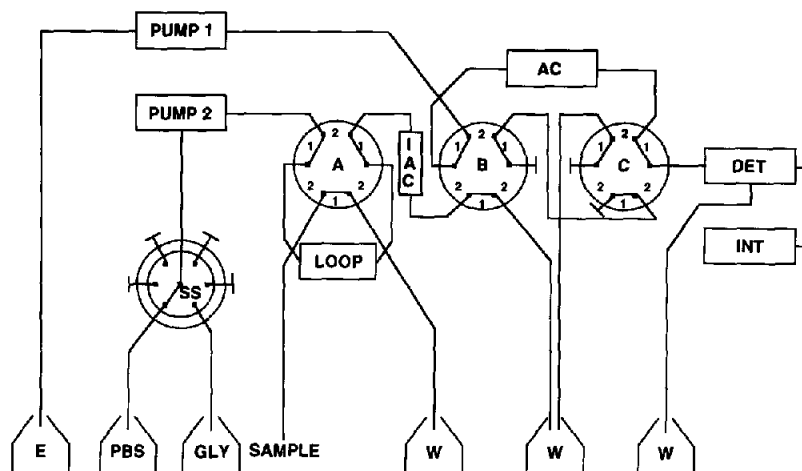 PUMP 1
AC
PUMP 2
2
1 1
A
2 2
1
I
A
C
2
1 1
B
2 2
1
2
1 1
C
2 2
1
DET
LOOP
INT
SS
E
PBS
GLY
SAMPLE
W
W
W